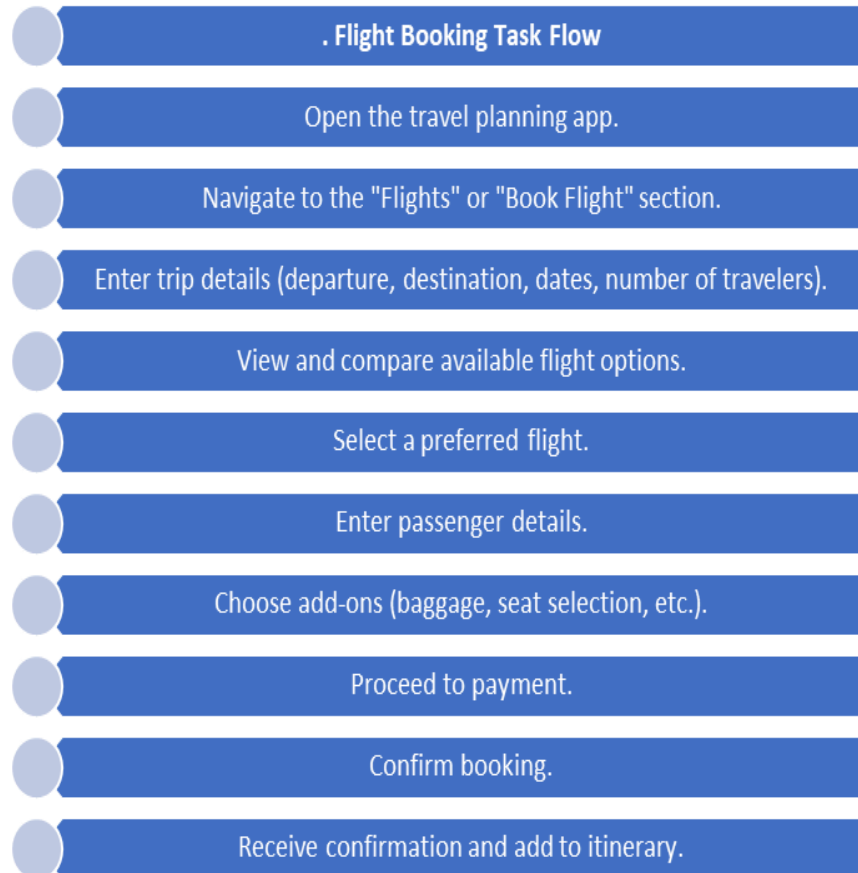 . Flight Booking Task Flow
Open the travel planning app.
Navigate to the "Flights" or "Book Flight" section.
Enter trip details (departure, destination, dates, number of travelers).
View and compare available flight options.
Select a preferred flight.
Enter passenger details.
Choose add-ons (baggage, seat selection, etc.).
Proceed to payment.
Confirm booking.
Receive confirmation and add to itinerary.